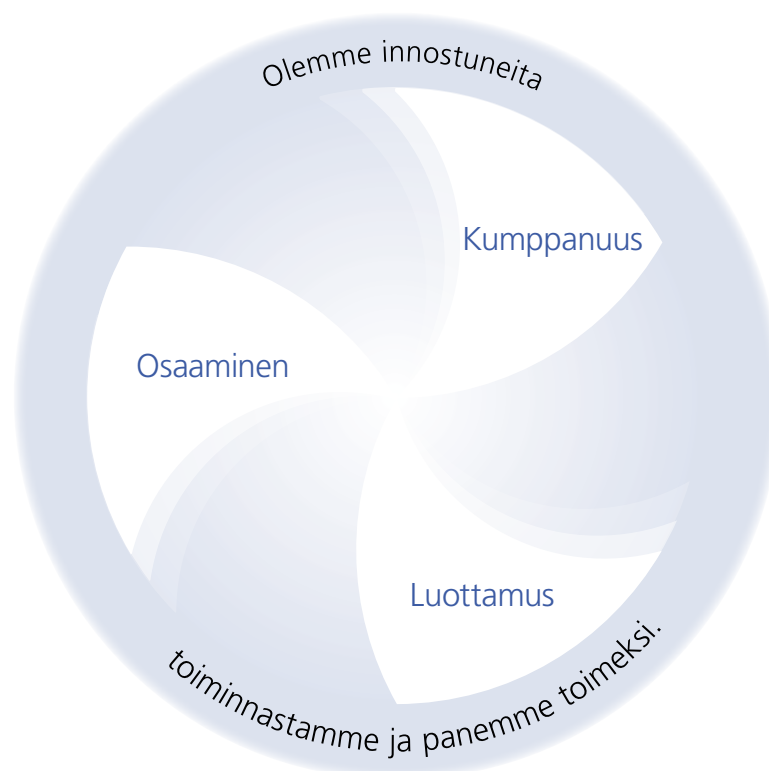 Olemme innostuneita
Kumppanuus
Osaaminen
Luottamus
toiminnastamme ja panemme toimeksi.